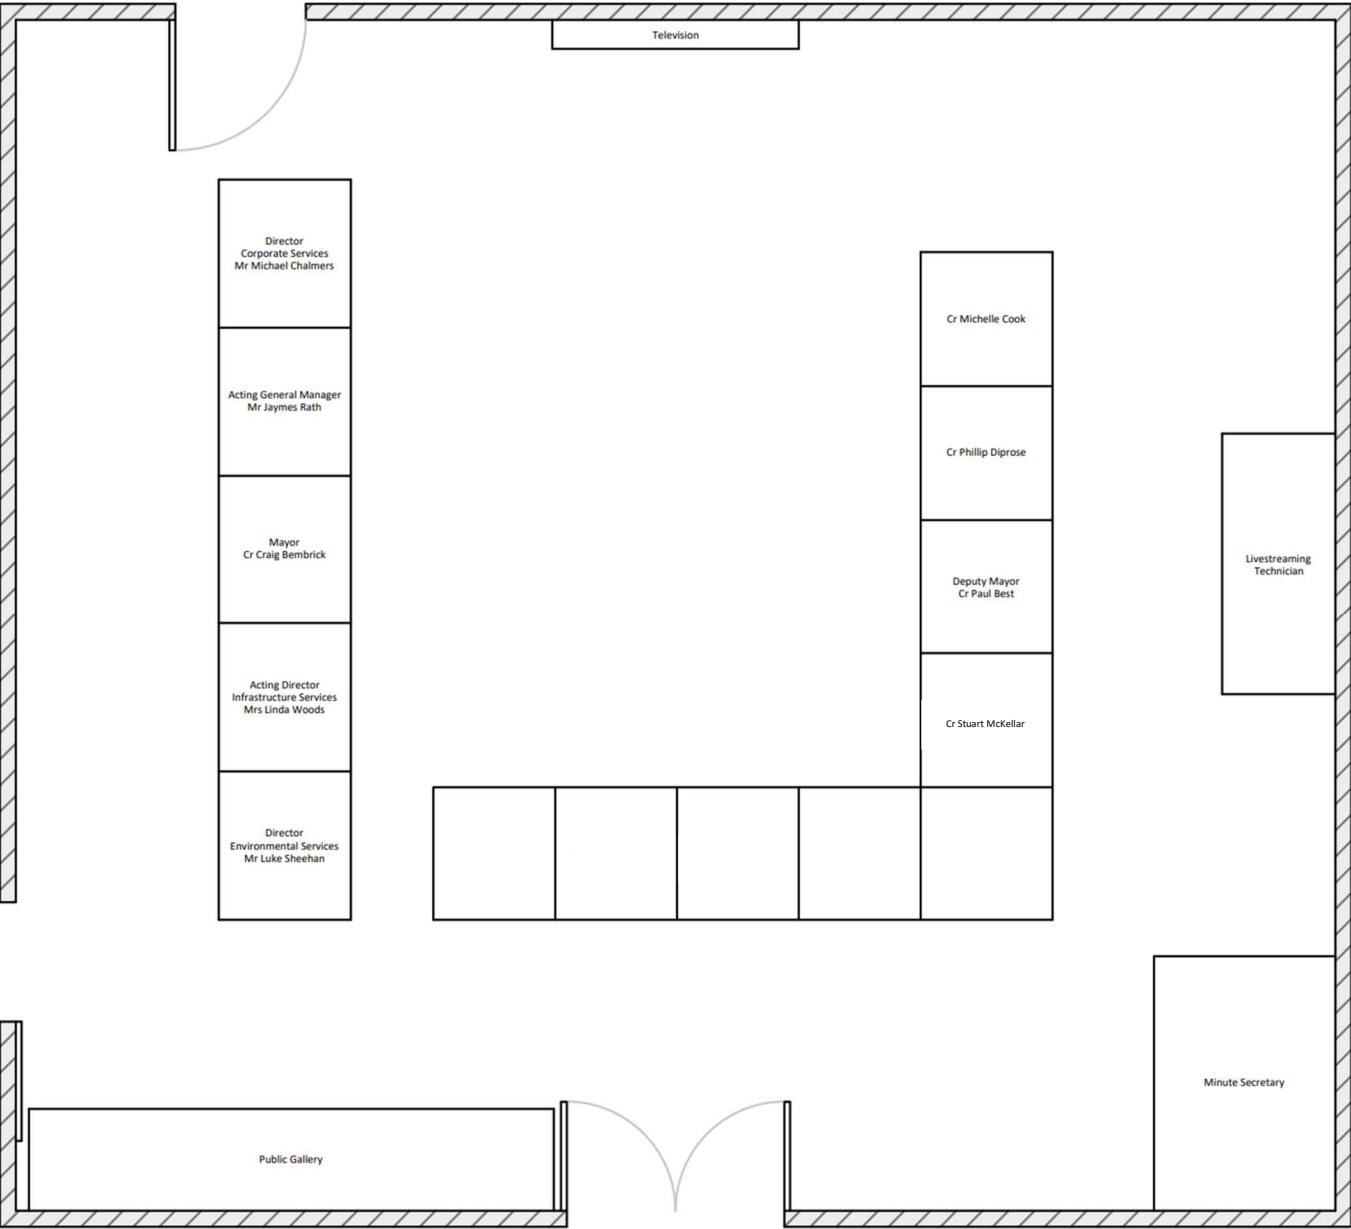 Television
Director
Corporate Services
Mr Michael Chalmers
Acting General Manager
Mr Jaymes Rath
Mayor
Cr Craig Bembrick
Acting Director
Infrastructure Services
Mrs Linda Woods
Director
Environmental Services
Mr Luke Sheehan
Cr Michelle Cook
Cr Phillip Diprose
Deputy Mayor
Cr Paul Best
Cr Stuart McKellar
Livestreaming
Technician
Minute Secretary
Public Gallery